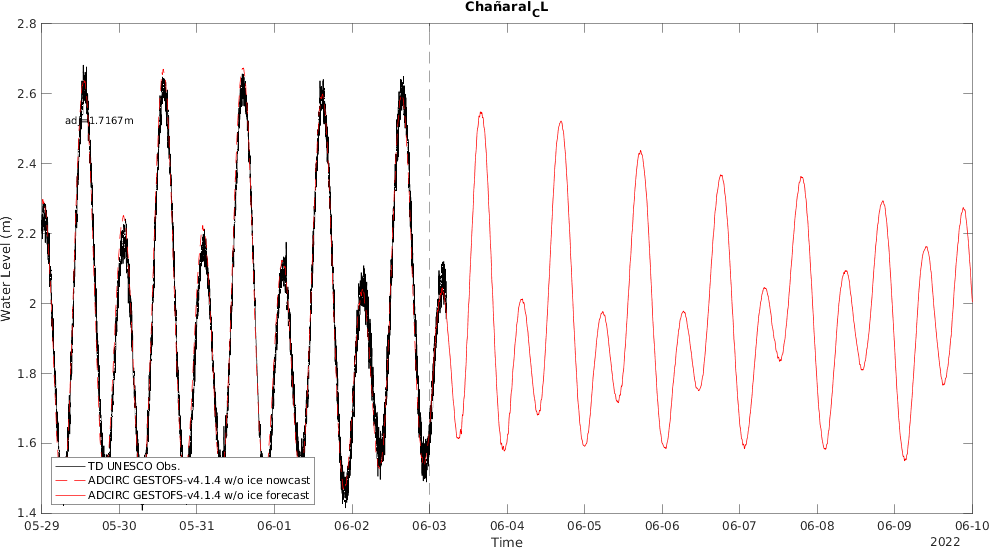 Chañaral_CL
2.8
2.6
2.4
2.2
2
1.8
1.6
1.4
Water Level (m)
adj=1.7167m
TD UNESCO Obs.
ADCIRC GESTOFS-v4.1.4 w/o ice nowcast
ADCIRC GESTOFS-v4.1.4 w/o ice forecast
05-29 05-30 05-31 06-01 06-02 06-03 06-04 06-05 06-06 06-07 06-08 06-09 06-10
Time
2022